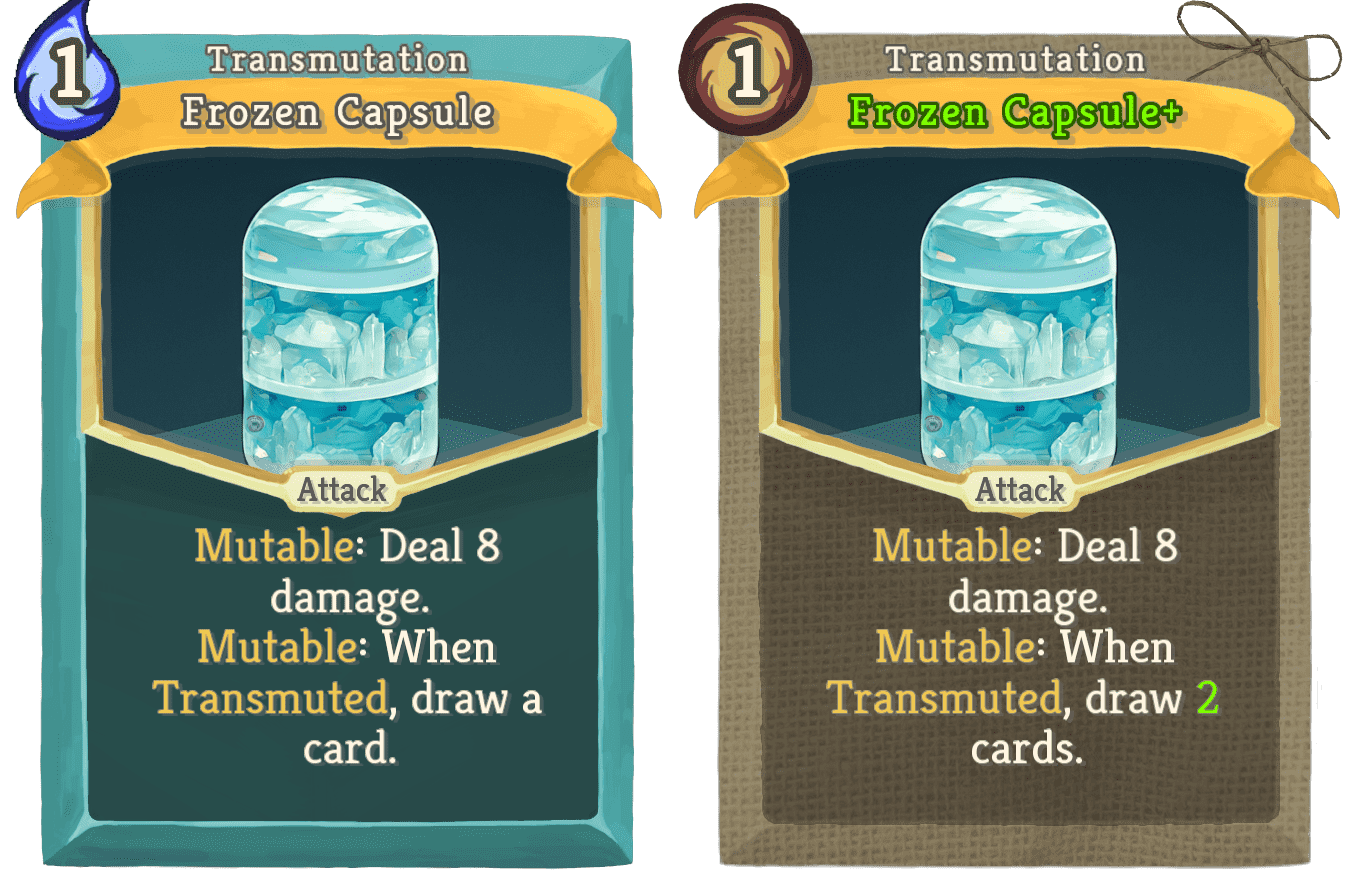 1
Transmutation
Frozen Capsule
Attack
Mutable: Deal 8
damage.
Mutable: When
Transmuted, draw a
card.
1
Transmutation
Frozen Capsule+
Attack
Mutable: Deal 8
damage.
Mutable: When
Transmuted, draw 2
cards.